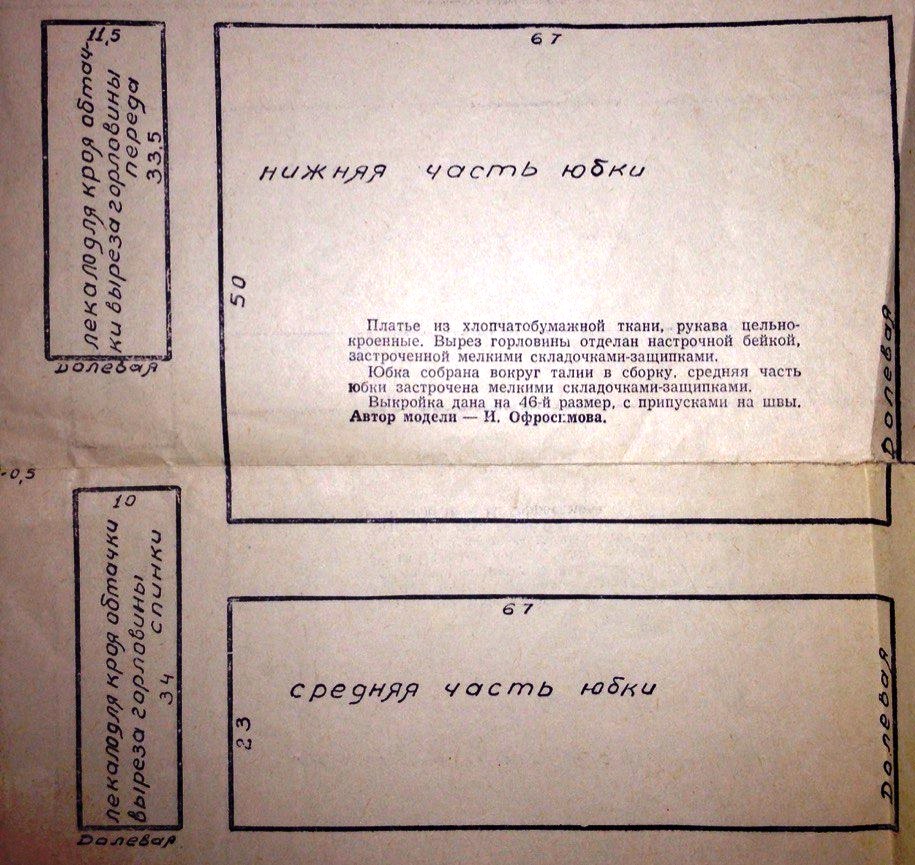 11,5
лекало для кроя обтач-
ки выреза горловины
переда
33,5
Долевая
67
нижняя часть юбки
50
Платье из хлопчатобумажной ткани, рукава цельно-
кроенные. Вырез горловины отделан настрочной бейкой,
застроченной мелкими складочками-защипками.
Юбка собрана вокруг талии в сборку, средняя часть
юбки застрочена мелкими складочками-защипками.
Выкройка дана на 46-й размер, с припусками на швы.
Автор модели — И. Офросимова.
Долевая
-0,5
10
лекало для кроя обтачки
выреза горловины
спинки
34
Долевая
67
средняя часть юбки
23
Долевая